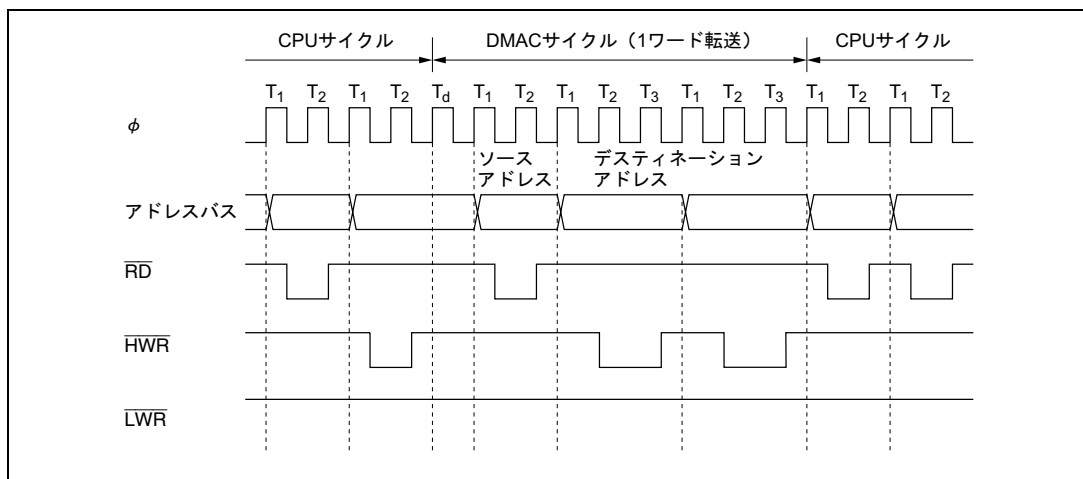 CPUサイクル DMACサイクル（1ワード転送） CPUサイクル
T1 T2 T1 T2 Td T1 T2 T1 T2 T3 T1 T2 T3 T1 T2 T1 T2
φ
ソース デスティネーション
アドレス アドレス
アドレスバス
RD
HWR
LWR